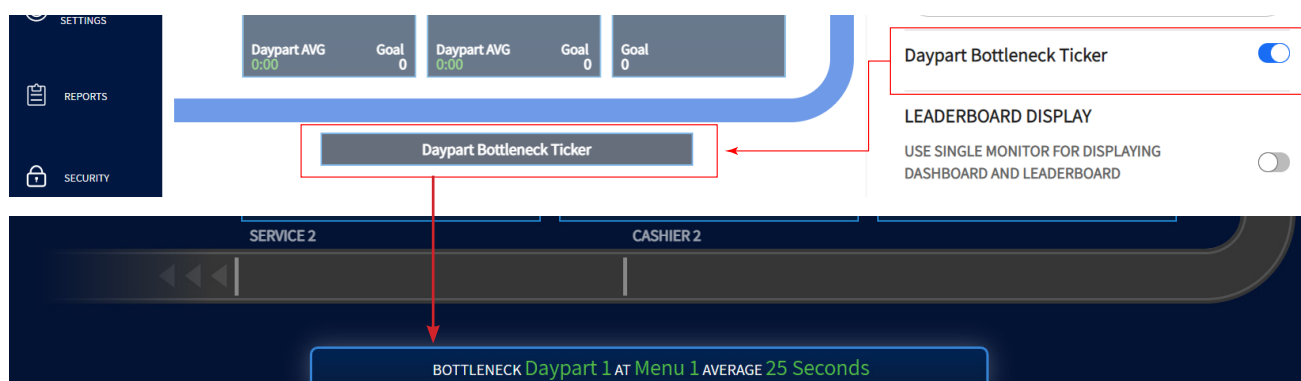 SETTINGS
Daypart AVG Goal
0:00 0
Daypart AVG Goal
0:00 0
Goal
0
Daypart Bottleneck Ticker
REPORTS
LEADERBOARD DISPLAY
Daypart Bottleneck Ticker
USE SINGLE MONITOR FOR DISPLAYING
DASHBOARD AND LEADERBOARD
SECURITY
SERVICE 2
CASHIER 2
BOTTLENECK Daypart 1 AT Menu 1 AVERAGE 25 Seconds